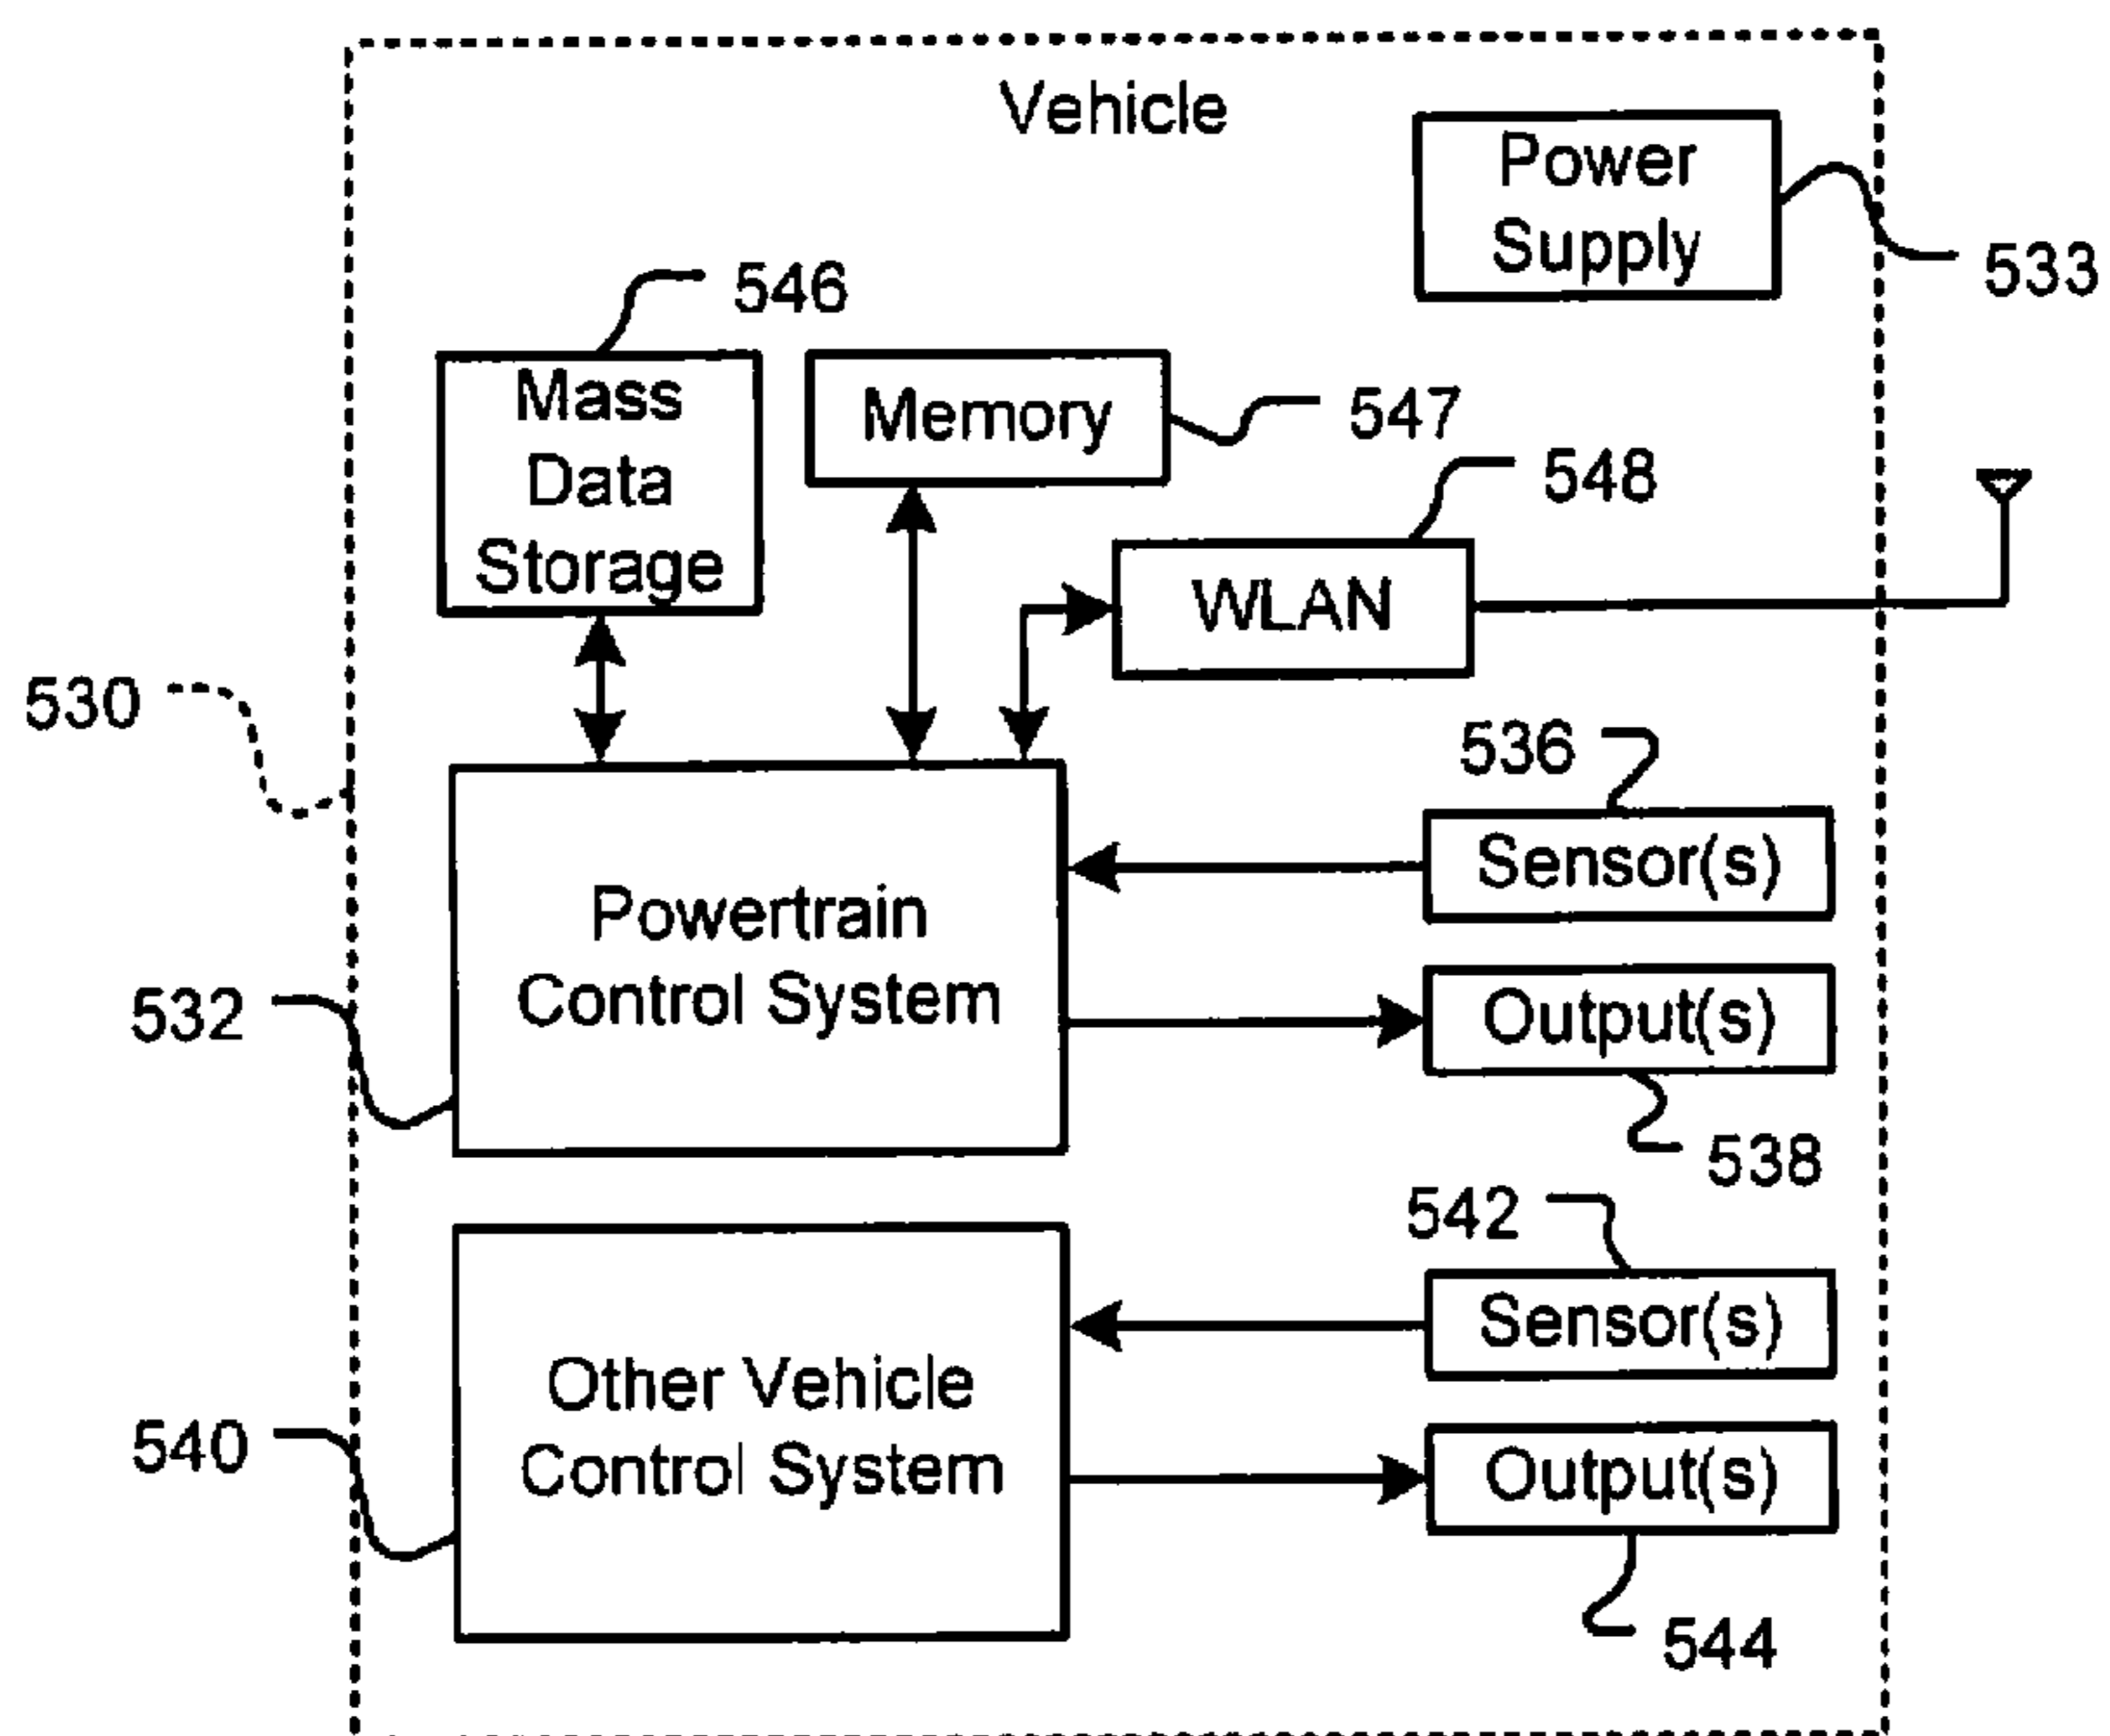 Vehicle
Power
Supply
533
546
Mass
Data
Storage
Memory
547
548
WLAN
530
536
Sensor(s)
Powertrain
Control System
532
Output(s)
538
542
Sensor(s)
Other Vehicle
Control System
540
Output(s)
544